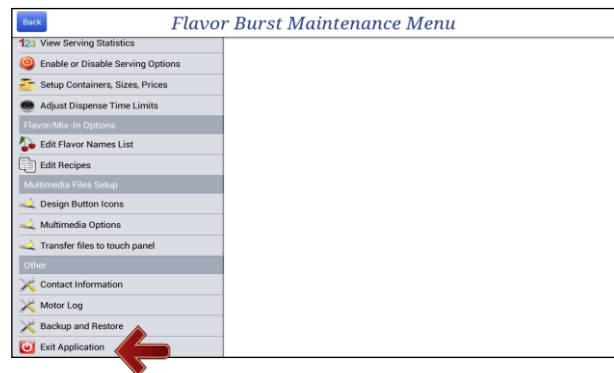 Back
Flavor Burst Maintenance Menu
123 View Serving Statistics
Enable or Disable Serving Options
Setup Containers, Sizes, Prices
Adjust Dispense Time Limits
Flavor/Mix-In Options
Edit Flavor Names List
Edit Recipes
Multimedia Files Setup
Design Button Icons
Multimedia Options
Transfer files to touch panel
Other
Contact Information
Motor Log
Backup and Restore
Exit Application